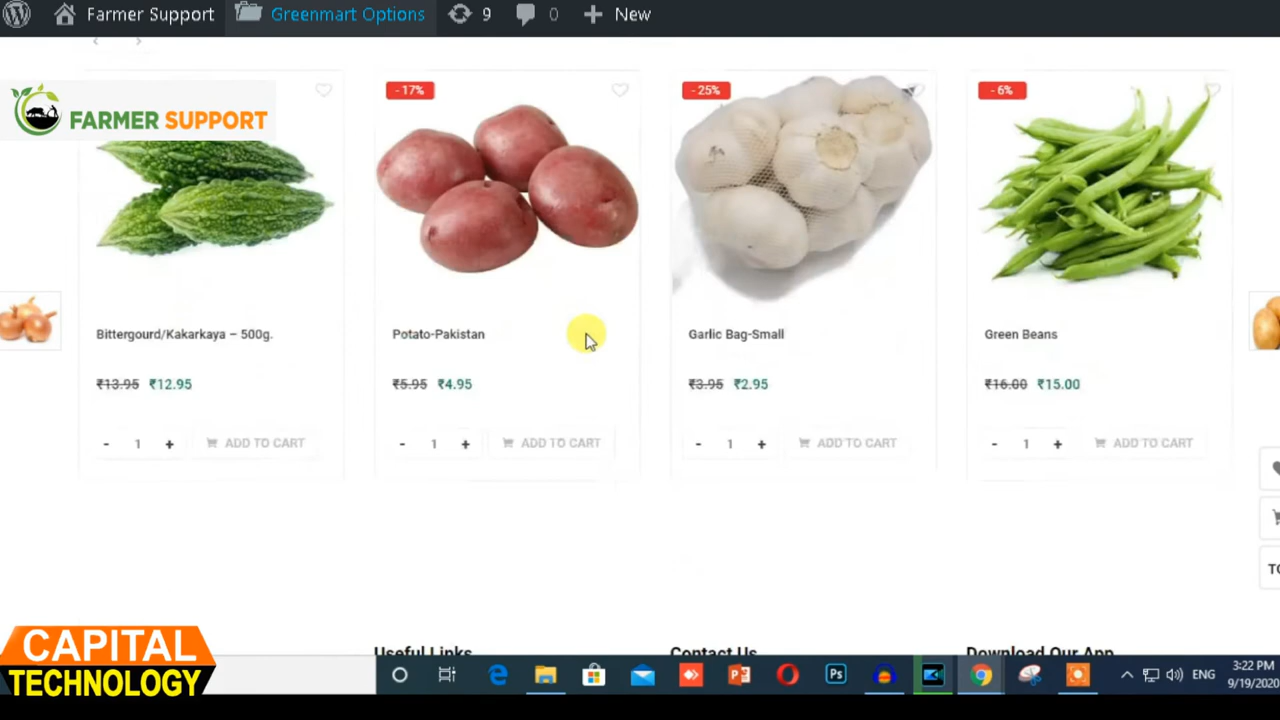 Farmer Support
Greenmart Options
9
0
New
FARMER SUPPORT
- 17%
- 25%
- 6%
Bittergourd/Kakarkaya – 500g.
Potato-Pakistan
Garlic Bag-Small
Green Beans
₹13.95 ₹12.95
₹5.95 ₹4.95
₹3.95 ₹2.95
₹16.00 ₹15.00
- 1 + ADD TO CART
- 1 + ADD TO CART
- 1 + ADD TO CART
- 1 + ADD TO CART
Useful Links
Contact Us
Download Our App
CAPITAL
TECHNOLOGY
Ps
ENG
3:22 PM
9/19/2020